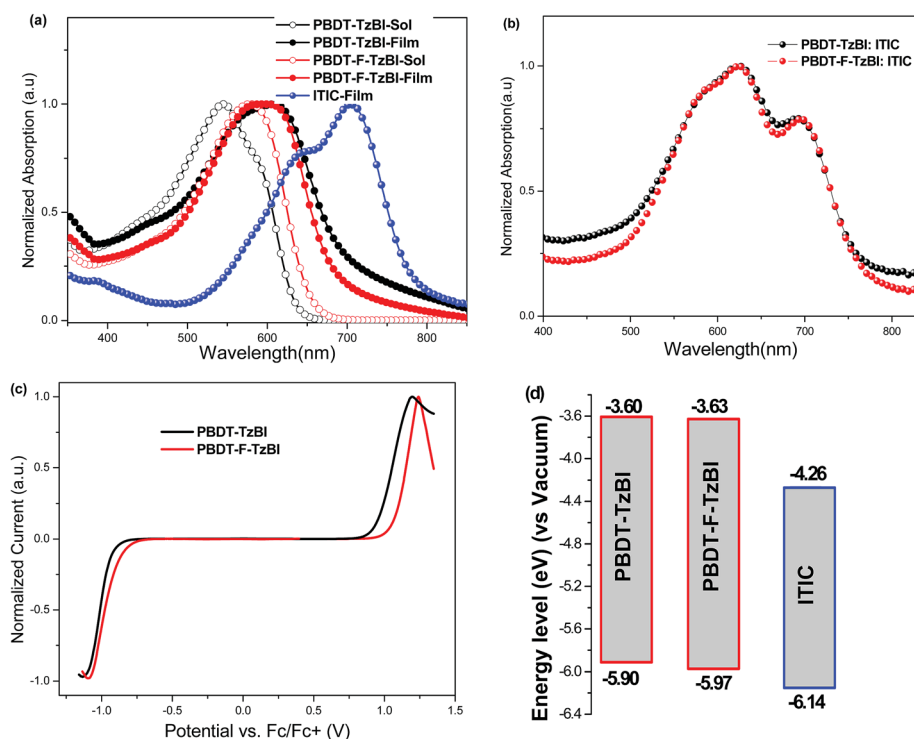 (a)
PBDT-TzBI-Sol
PBDT-TzBI-Film
PBDT-F-TzBI-Sol
PBDT-F-TzBI-Film
ITIC-Film
Normalized Absorption (a.u)
1.0
0.5
0.0
400
500
600
700
800
Wavelength(nm)
(b)
PBDT-TzBI: ITIC
PBDT-F-TzBI: ITIC
Normalized Absorption(a.u)
1.0
0.5
0.0
400
500
600
700
800
Wavelength(nm)
(c)
PBDT-TzBI
PBDT-F-TzBI
Normalized Current (a.u.)
1.0
0.5
0.0
-0.5
-1.0
-1.0
-0.5
0.0
0.5
1.0
1.5
Potential vs. Fc/Fc+ (V)
(d)
Energy level (eV) (vs Vacuum)
-3.6
-4.0
-4.4
-4.8
-5.2
-5.6
-6.0
-6.4
-3.60
PBDT-TzBI
-5.90
-3.63
PBDT-F-TzBI
-5.97
-4.26
ITIC
-6.14